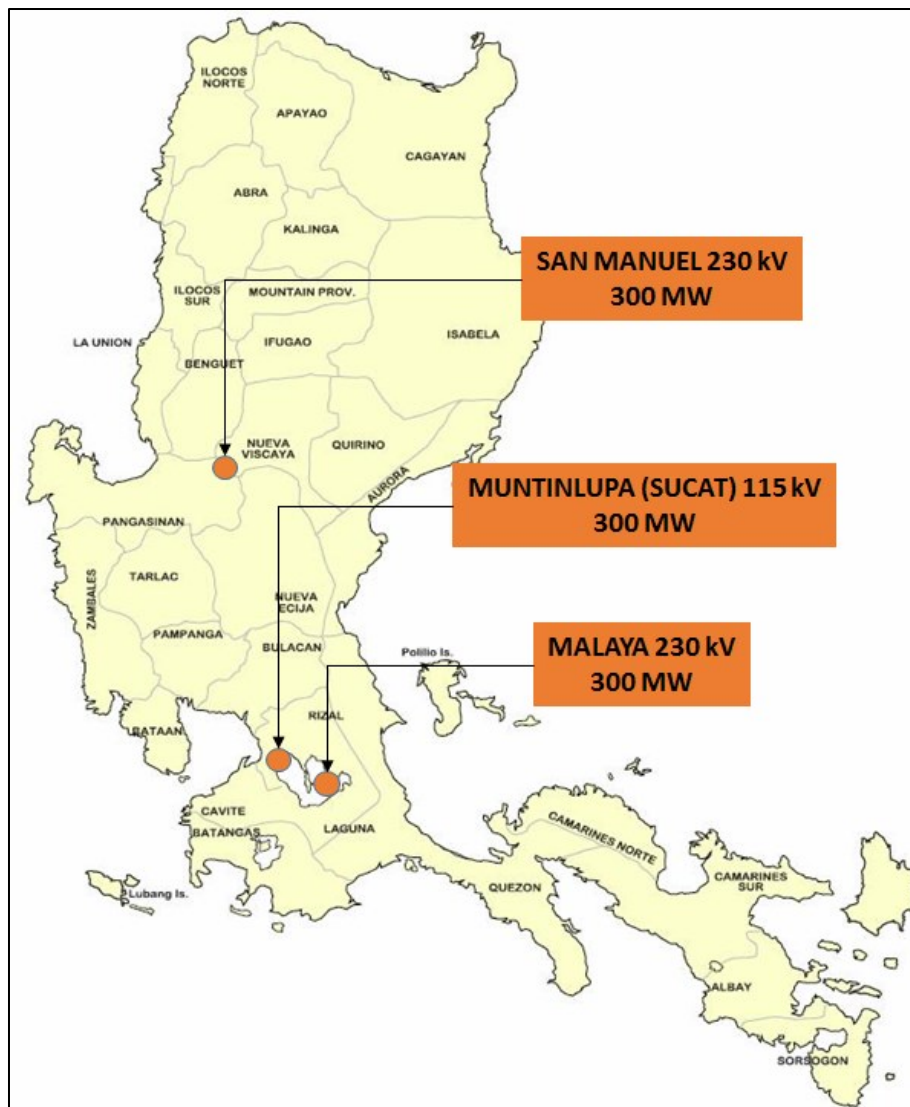 ILOCOS
NORTE
APAYAO
CAGAYAN
ABRA
KALINGA
SAN MANUEL 230 kV
300 MW
ILOCOS
SUR
MOUNTAIN PROV.
LA UNION
IFUGAO
ISABELA
BENGUET
NUEVA
VISCAYA
QUIRINO
AURORA
MUNTINLUPA (SUCAT) 115 kV
300 MW
PANGASINAN
ZAMBALES
TARLAC
NUEVA
ECIJA
PAMPANGA
BULACAN
MALAYA 230 kV
300 MW
Polilio Is.
RIZAL
BATAAN
CAVITE
BATANGAS
LAGUNA
CAMARINES NORTE
CAMARINES
SUR
QUEZON
Lubang Is.
ALBAY
SORSOGON